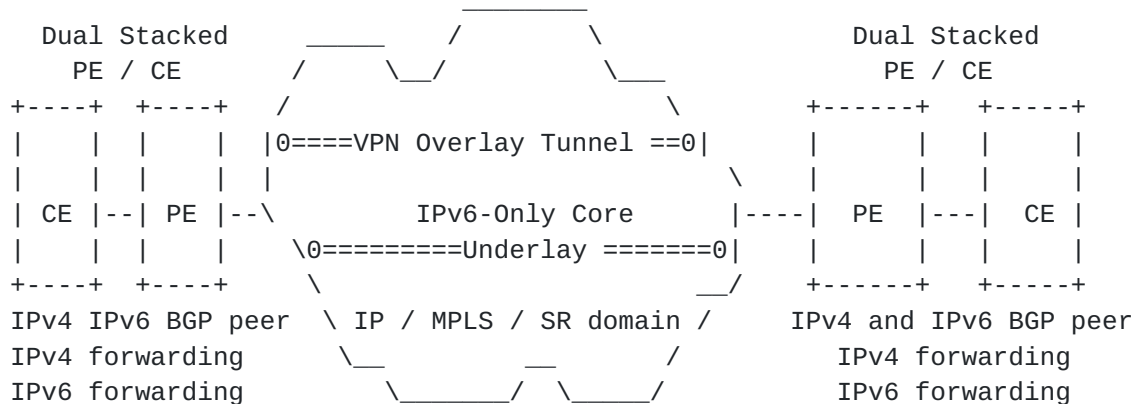 Dual Stacked Dual Stacked
PE / CE PE / CE
0====VPN Overlay Tunnel ==0
CE PE IPv6-Only Core PE CE
0=========Underlay =======0
IPv4 IPv6 BGP peer IP / MPLS / SR domain IPv4 and IPv6 BGP peer
IPv4 forwarding IPv4 forwarding
IPv6 forwarding IPv6 forwarding